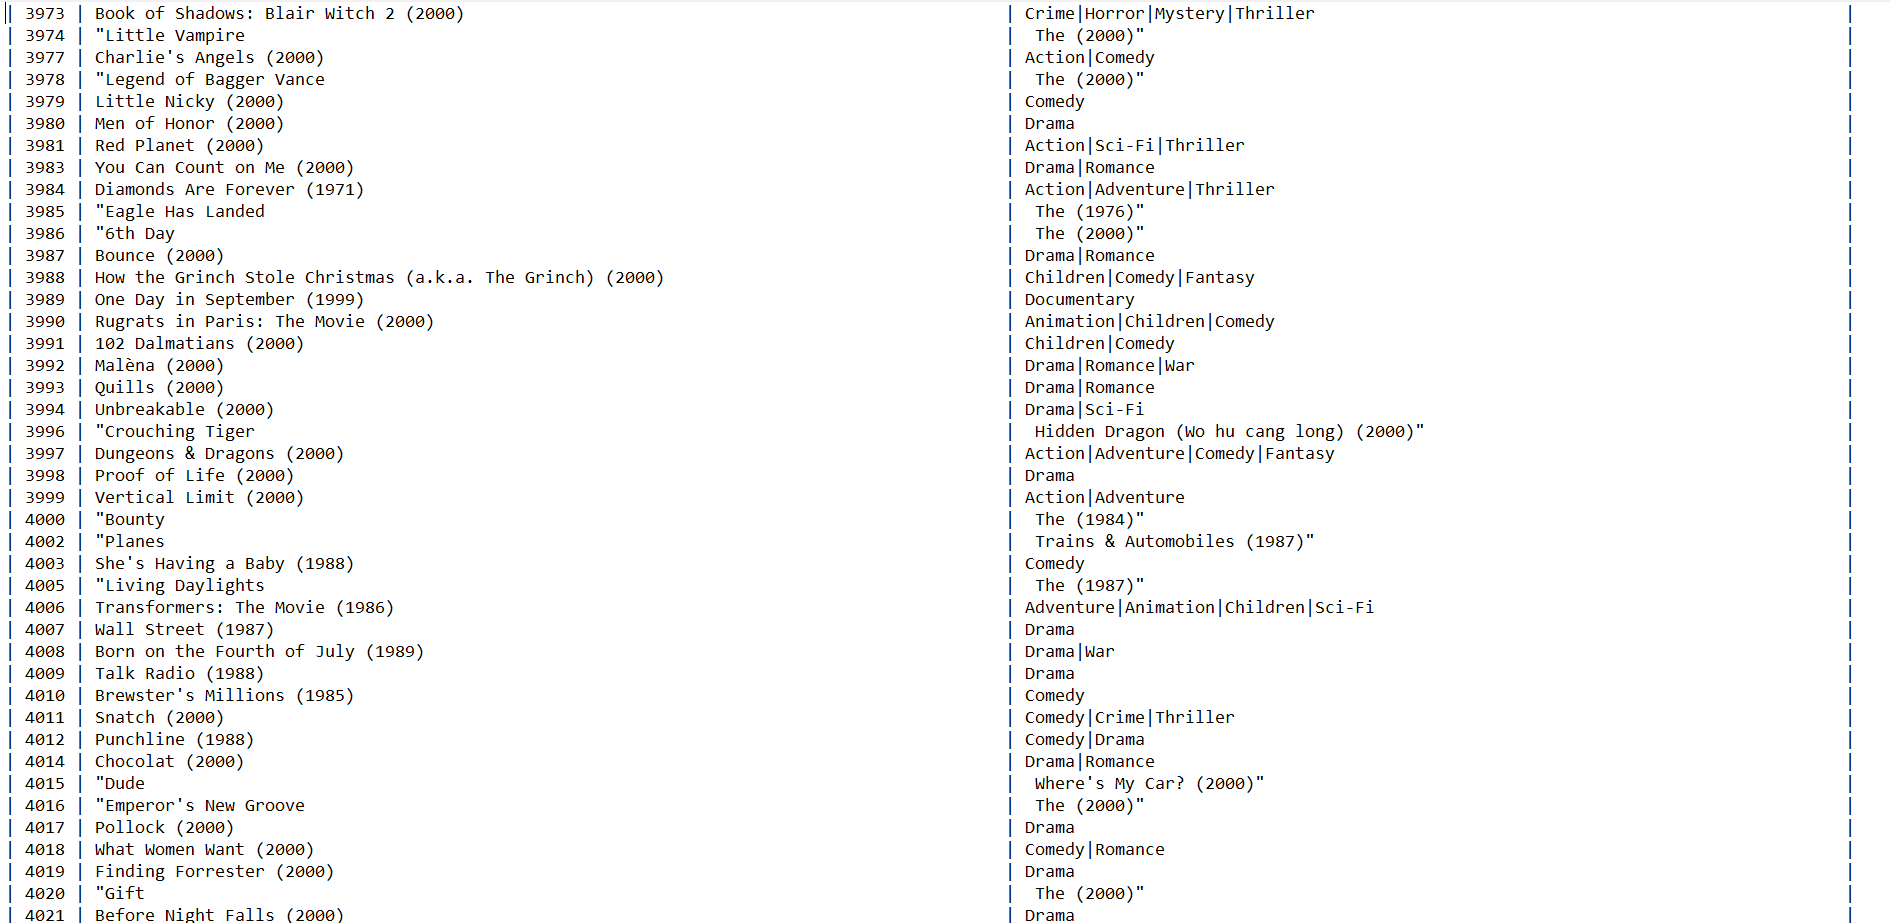 | 3973 | Book of Shadows: Blair Witch 2 (2000) | Crime|Horror|Mystery|Thriller |
| 3974 | "Little Vampire | The (2000)" |
| 3977 | Charlie's Angels (2000) | Action|Comedy |
| 3978 | "Legend of Bagger Vance | The (2000)" |
| 3979 | Little Nicky (2000) | Comedy |
| 3980 | Men of Honor (2000) | Drama |
| 3981 | Red Planet (2000) | Action|Sci-Fi|Thriller |
| 3983 | You Can Count on Me (2000) | Drama|Romance |
| 3984 | Diamonds Are Forever (1971) | Action|Adventure|Thriller |
| 3985 | "Eagle Has Landed | The (1976)" |
| 3986 | "6th Day | The (2000)" |
| 3987 | Bounce (2000) | Drama|Romance |
| 3988 | How the Grinch Stole Christmas (a.k.a. The Grinch) (2000) | Children|Comedy|Fantasy |
| 3989 | One Day in September (1999) | Documentary |
| 3990 | Rugrats in Paris: The Movie (2000) | Animation|Children|Comedy |
| 3991 | 102 Dalmatians (2000) | Children|Comedy |
| 3992 | Malèna (2000) | Drama|Romance|War |
| 3993 | Quills (2000) | Drama|Romance |
| 3994 | Unbreakable (2000) | Drama|Sci-Fi |
| 3996 | "Crouching Tiger | Hidden Dragon (Wo hu cang long) (2000)" |
| 3997 | Dungeons & Dragons (2000) | Action|Adventure|Comedy|Fantasy |
| 3998 | Proof of Life (2000) | Drama |
| 3999 | Vertical Limit (2000) | Action|Adventure |
| 4000 | "Bounty | The (1984)" |
| 4002 | "Planes | Trains & Automobiles (1987)" |
| 4003 | She's Having a Baby (1988) | Comedy |
| 4005 | "Living Daylights | The (1987)" |
| 4006 | Transformers: The Movie (1986) | Adventure|Animation|Children|Sci-Fi |
| 4007 | Wall Street (1987) | Drama |
| 4008 | Born on the Fourth of July (1989) | Drama|War |
| 4009 | Talk Radio (1988) | Drama |
| 4010 | Brewster's Millions (1985) | Comedy |
| 4011 | Snatch (2000) | Comedy|Crime|Thriller |
| 4012 | Punchline (1988) | Comedy|Drama |
| 4014 | Chocolat (2000) | Drama|Romance |
| 4015 | "Dude | Where's My Car? (2000)" |
| 4016 | "Emperor's New Groove | The (2000)" |
| 4017 | Pollock (2000) | Drama |
| 4018 | What Women Want (2000) | Comedy|Romance |
| 4019 | Finding Forrester (2000) | Drama |
| 4020 | "Gift | The (2000)" |
| 4021 | Before Night Falls (2000) | Drama |